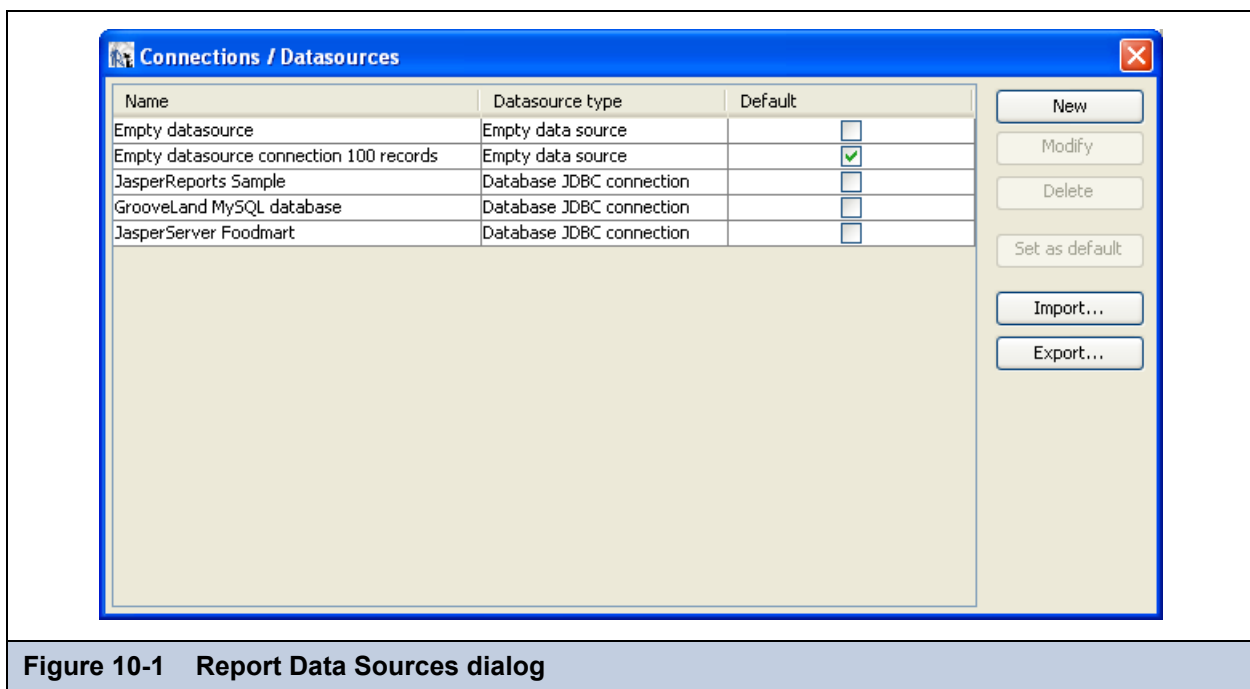 Connections / Datasources
Name Datasource type Default
Empty datasource Empty data source
Empty datasource connection 100 records Empty data source
JasperReports Sample Database JDBC connection
GrooveLand MySQL database Database JDBC connection
JasperServer Foodmart Database JDBC connection
New
Modify
Delete
Set as default
Import...
Export...
Figure 10-1 Report Data Sources dialog